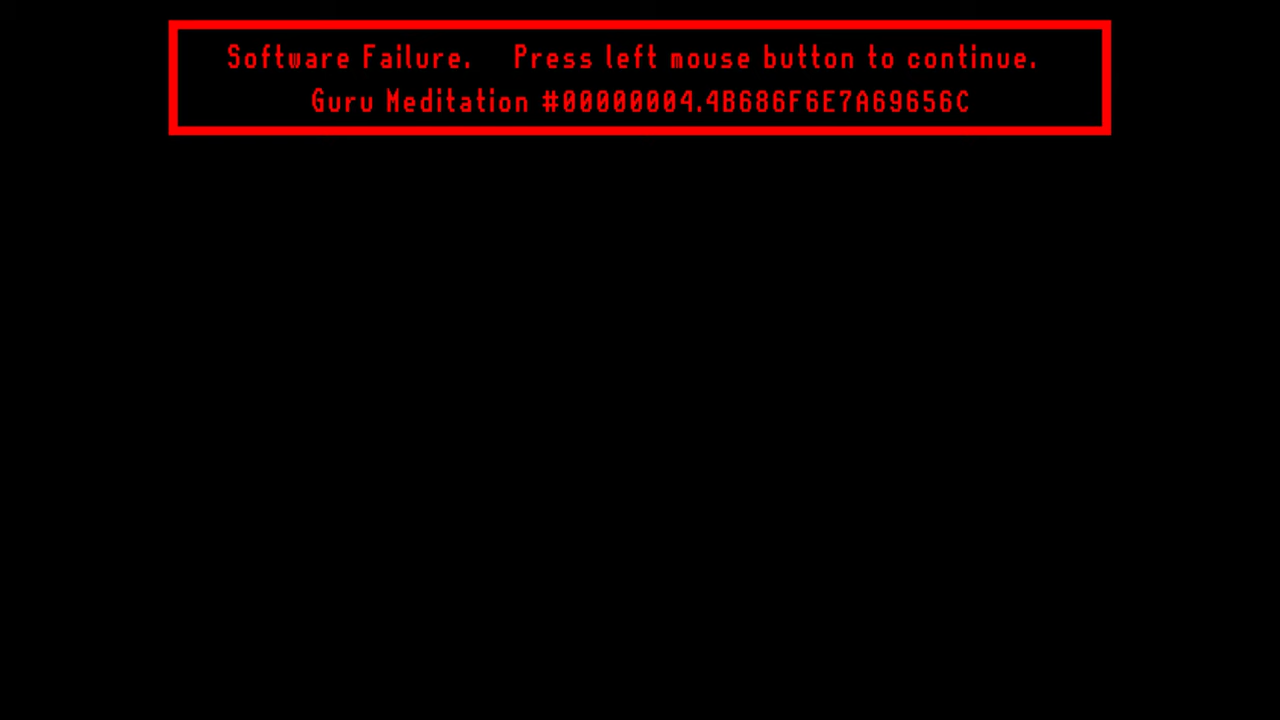 Software Failure. Press left mouse button to continue.
Guru Meditation #00000004.4B686F6E7A69656C